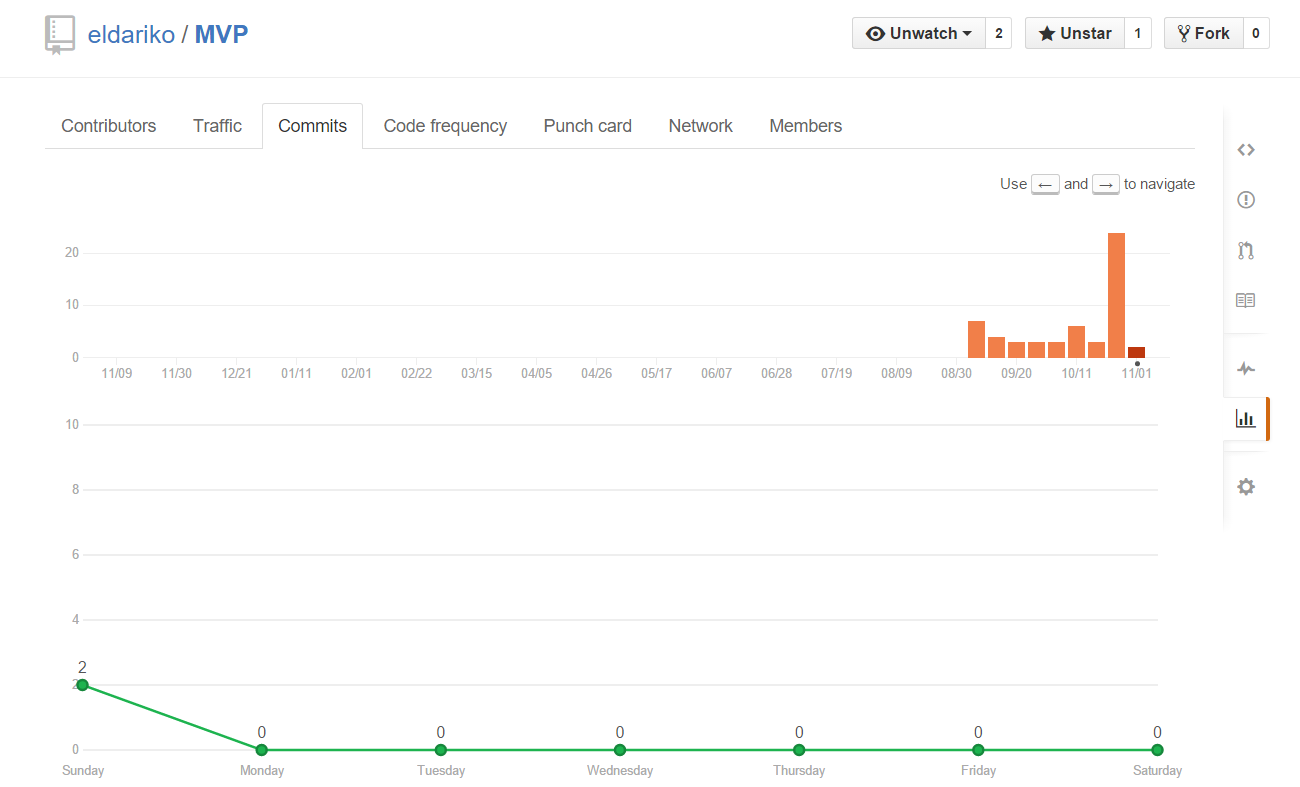 eldariko / MVP
Unwatch 2 Unstar 1 Fork 0
Contributors Traffic Commits Code frequency Punch card Network Members
Use ← and → to navigate
20
10
0
11/09 11/30 12/21 01/11 02/01 02/22 03/15 04/05 04/26 05/17 06/07 06/28 07/19 08/09 08/30 09/20 10/11 11/01
10
8
6
4
2
2
0 0 0 0 0 0
0
Sunday Monday Tuesday Wednesday Thursday Friday Saturday